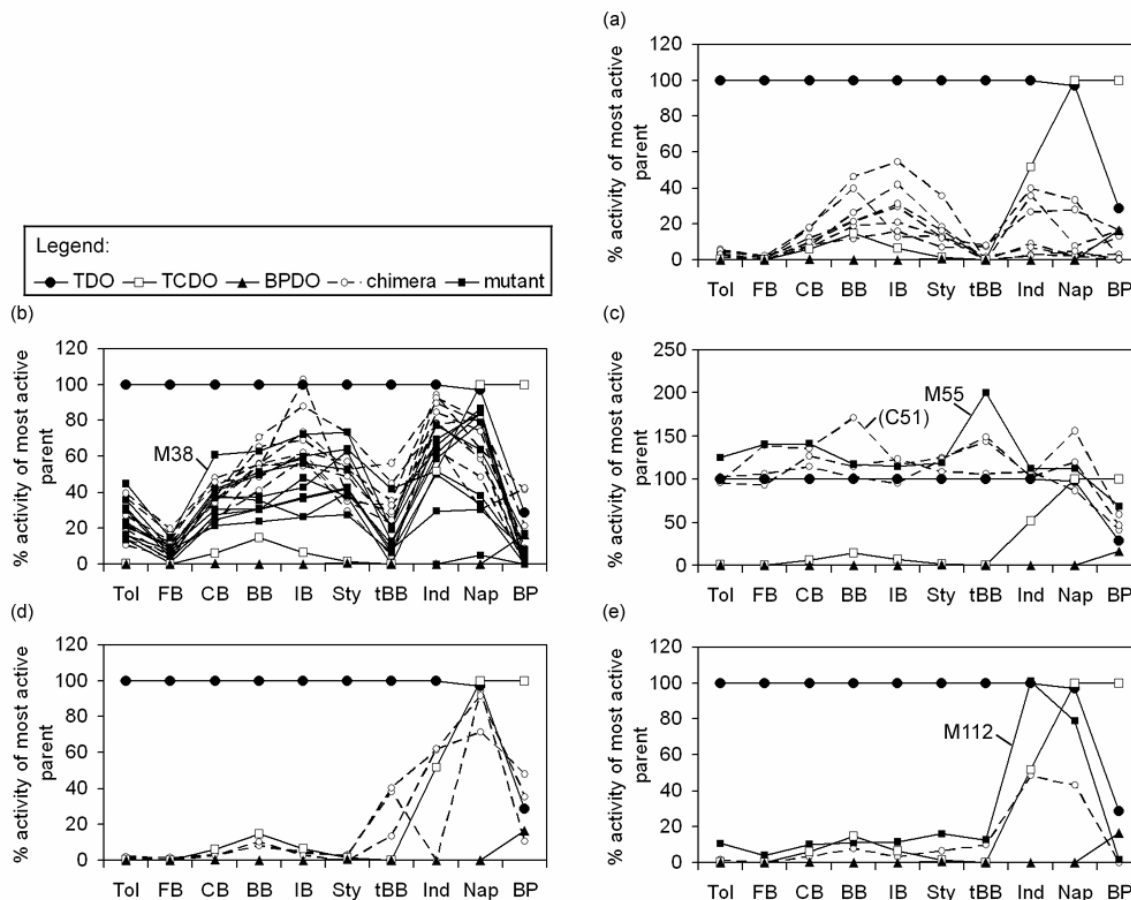 (a)
120
100
80
60
40
20
0
% activity of most active
parent
Tol FB CB BB IB Sty tBB Ind Nap BP
Legend:
TDO TCDO BPDO chimera mutant
(b)
120
100
80
60
40
20
0
% activity of most active
parent
M38
Tol FB CB BB IB Sty tBB Ind Nap BP
(c)
250
200
150
100
50
0
% activity of most active
parent
M55
(C51)
Tol FB CB BB IB Sty tBB Ind Nap BP
(d)
120
100
80
60
40
20
0
% activity of most active
parent
Tol FB CB BB IB Sty tBB Ind Nap BP
(e)
120
100
80
60
40
20
0
% activity of most active
parent
M112
Tol FB CB BB IB Sty tBB Ind Nap BP